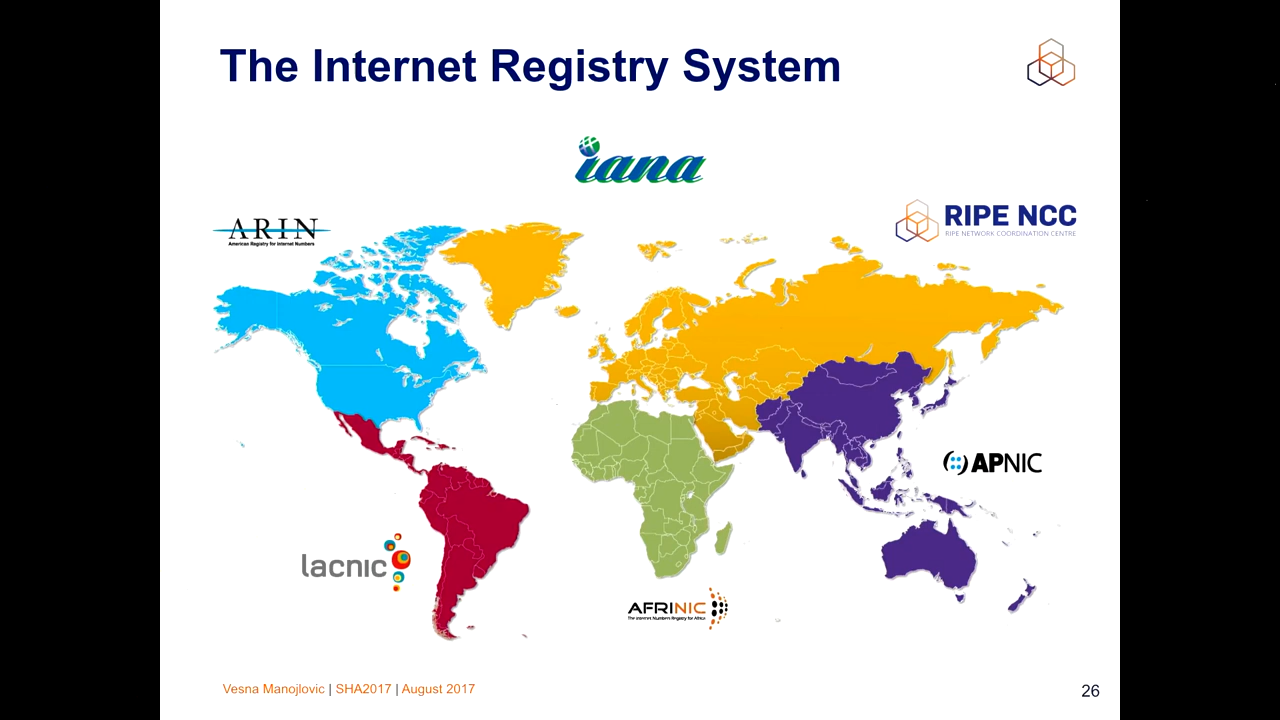 The Internet Registry System
iana
ARIN
American Registry for Internet Numbers
RIPE NCC
RIPE NETWORK COORDINATION CENTRE
APNIC
lacnic
AFRINIC
The Internet Numbers Registry for Africa
Vesna Manojlovic | SHA2017 | August 2017
26